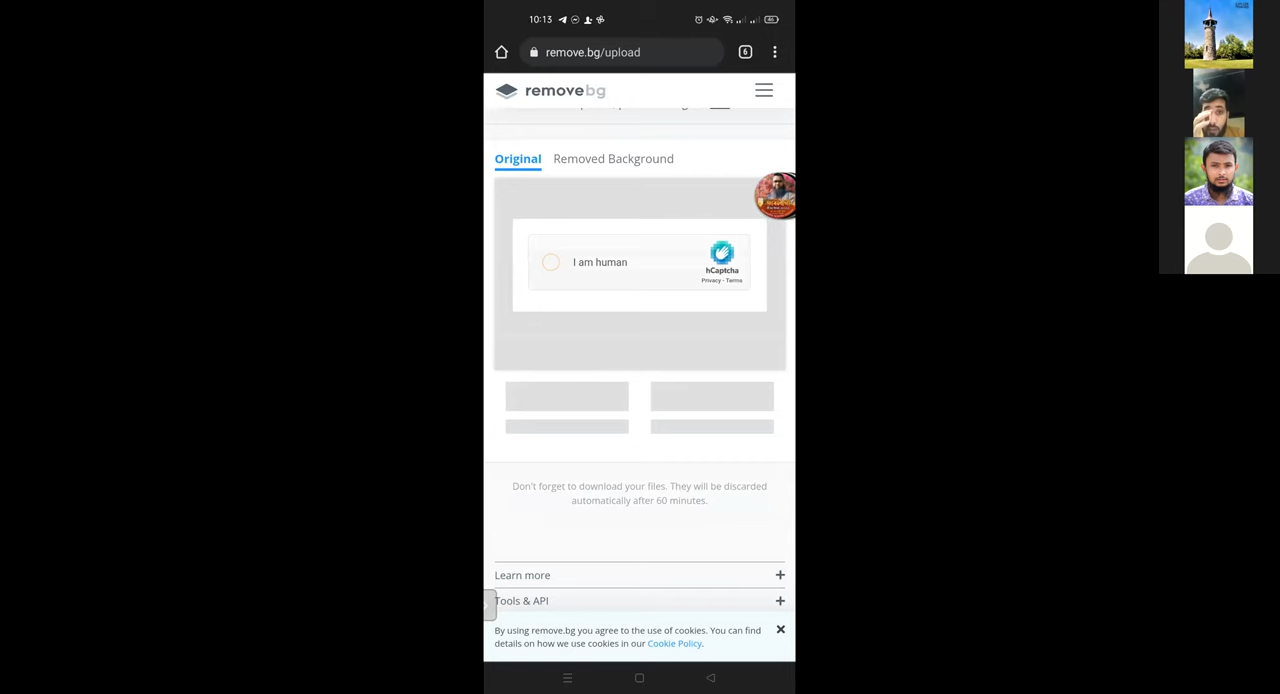 10:13
46
remove.bg/upload
6
removebg
Original Removed Background
I am human
hCaptcha
Privacy - Terms
Don't forget to download your files. They will be discarded
automatically after 60 minutes.
Learn more
Tools & API
By using remove.bg you agree to the use of cookies. You can find
details on how we use cookies in our Cookie Policy.